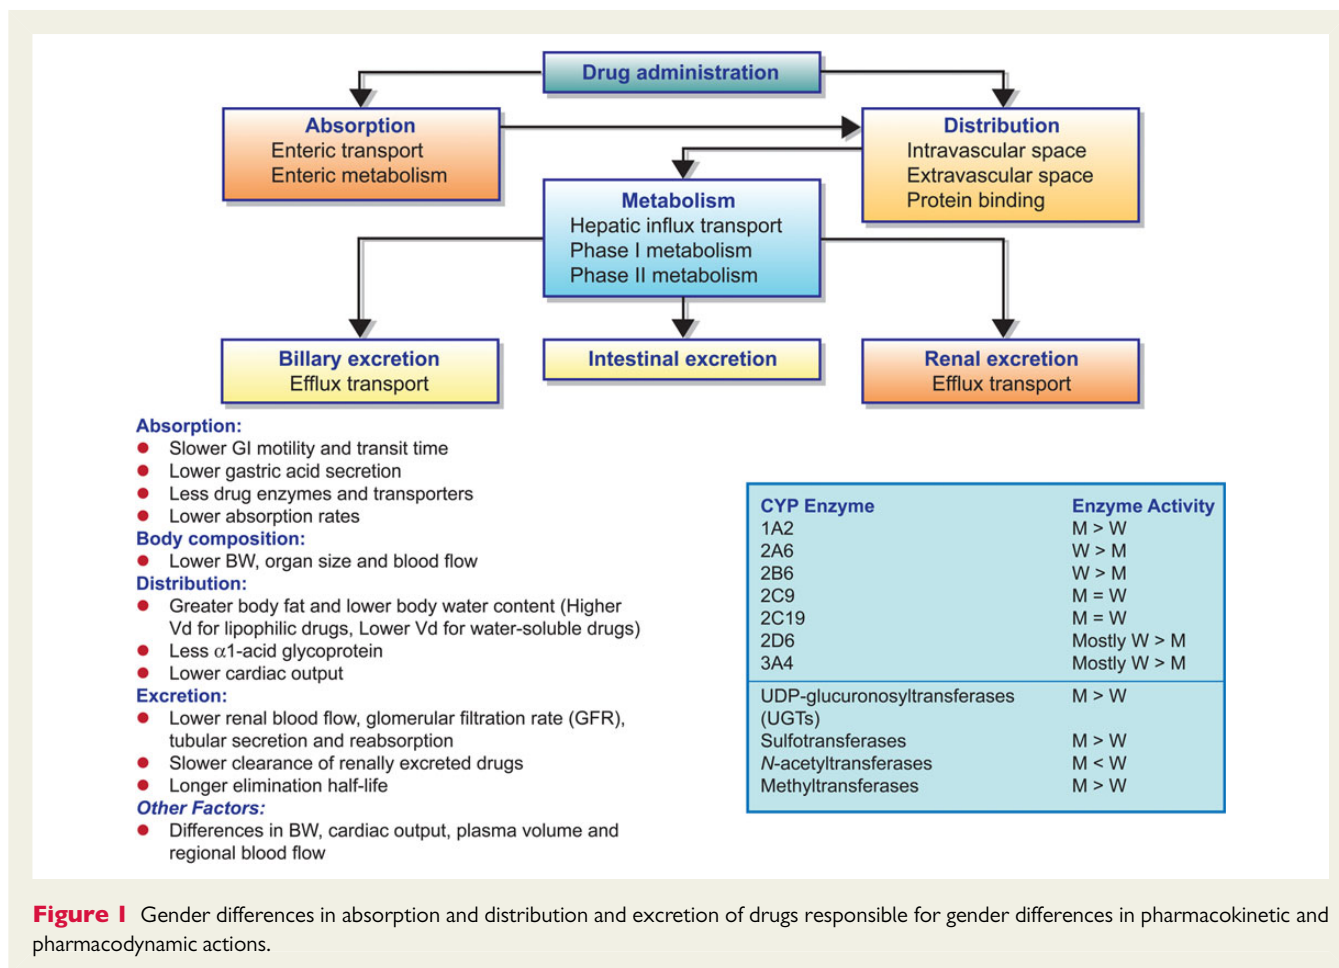 Drug administration
Absorption
Enteric transport
Enteric metabolism
Distribution
Intravascular space
Extravascular space
Protein binding
Metabolism
Hepatic influx transport
Phase I metabolism
Phase II metabolism
Billary excretion
Efflux transport
Intestinal excretion
Renal excretion
Efflux transport
Absorption:
Slower GI motility and transit time
Lower gastric acid secretion
Less drug enzymes and transporters
Lower absorption rates
Body composition:
Lower BW, organ size and blood flow
Distribution:
Greater body fat and lower body water content (Higher
Vd for lipophilic drugs, Lower Vd for water-soluble drugs)
Less α1-acid glycoprotein
Lower cardiac output
Excretion:
Lower renal blood flow, glomerular filtration rate (GFR),
tubular secretion and reabsorption
Slower clearance of renally excreted drugs
Longer elimination half-life
Other Factors:
Differences in BW, cardiac output, plasma volume and
regional blood flow
CYP Enzyme Enzyme Activity
1A2 M > W
2A6 W > M
2B6 W > M
2C9 M = W
2C19 M = W
2D6 Mostly W > M
3A4 Mostly W > M
UDP-glucuronosyltransferases M > W
(UGTs)
Sulfotransferases M > W
N-acetyltransferases M < W
Methyltransferases M > W
Figure 1 Gender differences in absorption and distribution and excretion of drugs responsible for gender differences in pharmacokinetic and
pharmacodynamic actions.